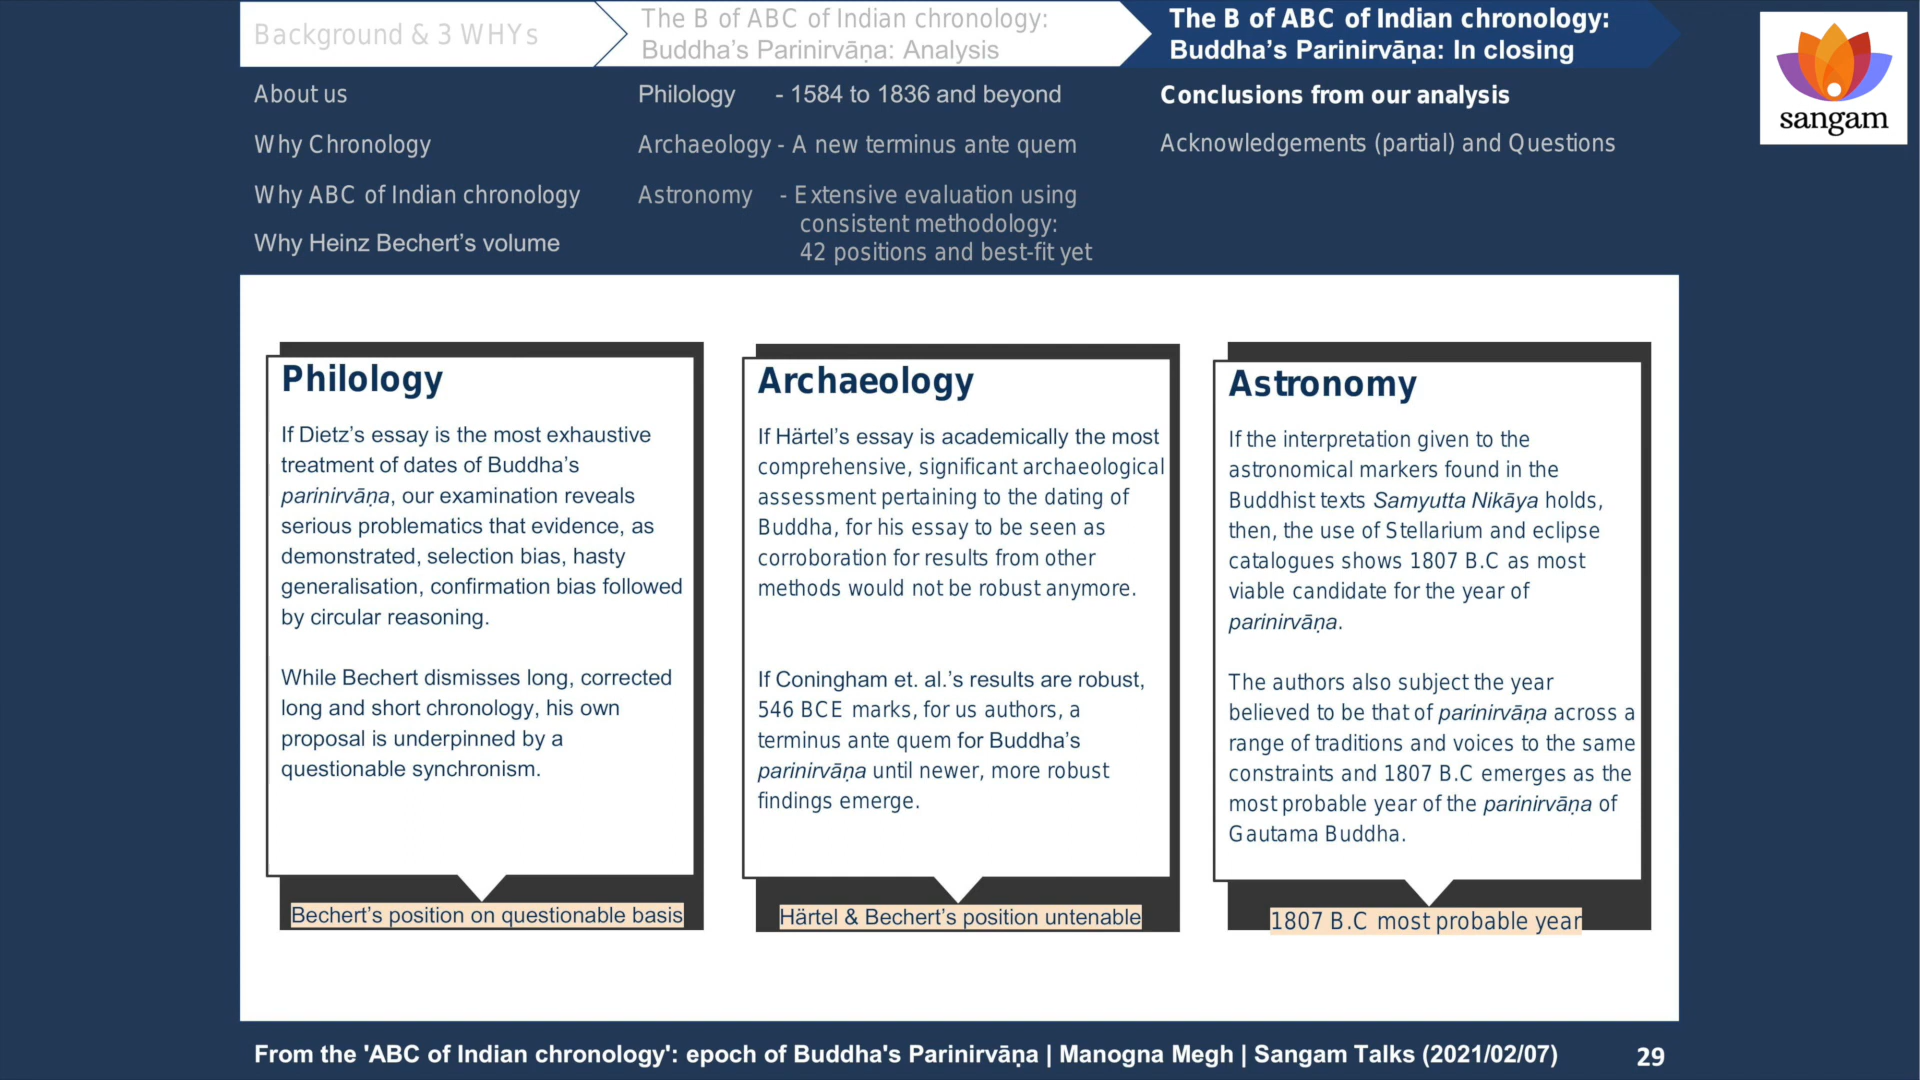 Background & 3 WHYs
The B of ABC of Indian chronology:
Buddha’s Parinirvāṇa: Analysis
The B of ABC of Indian chronology:
Buddha’s Parinirvāṇa: In closing
sangam
About us
Why Chronology
Why ABC of Indian chronology
Why Heinz Bechert’s volume
Philology - 1584 to 1836 and beyond
Archaeology - A new terminus ante quem
Astronomy - Extensive evaluation using
consistent methodology:
42 positions and best-fit yet
Conclusions from our analysis
Acknowledgements (partial) and Questions
Philology
If Dietz’s essay is the most exhaustive
treatment of dates of Buddha’s
parinirvāṇa, our examination reveals
serious problematics that evidence, as
demonstrated, selection bias, hasty
generalisation, confirmation bias followed
by circular reasoning.
While Bechert dismisses long, corrected
long and short chronology, his own
proposal is underpinned by a
questionable synchronism.
Bechert’s position on questionable basis
Archaeology
If Härtel’s essay is academically the most
comprehensive, significant archaeological
assessment pertaining to the dating of
Buddha, for his essay to be seen as
corroboration for results from other
methods would not be robust anymore.
If Coningham et. al.’s results are robust,
546 BCE marks, for us authors, a
terminus ante quem for Buddha’s
parinirvāṇa until newer, more robust
findings emerge.
Härtel & Bechert’s position untenable
Astronomy
If the interpretation given to the
astronomical markers found in the
Buddhist texts Samyutta Nikāya holds,
then, the use of Stellarium and eclipse
catalogues shows 1807 B.C as most
viable candidate for the year of
parinirvāṇa.
The authors also subject the year
believed to be that of parinirvāṇa across a
range of traditions and voices to the same
constraints and 1807 B.C emerges as the
most probable year of the parinirvāṇa of
Gautama Buddha.
1807 B.C most probable year
From the 'ABC of Indian chronology': epoch of Buddha's Parinirvāṇa | Manogna Megh | Sangam Talks (2021/02/07)
29